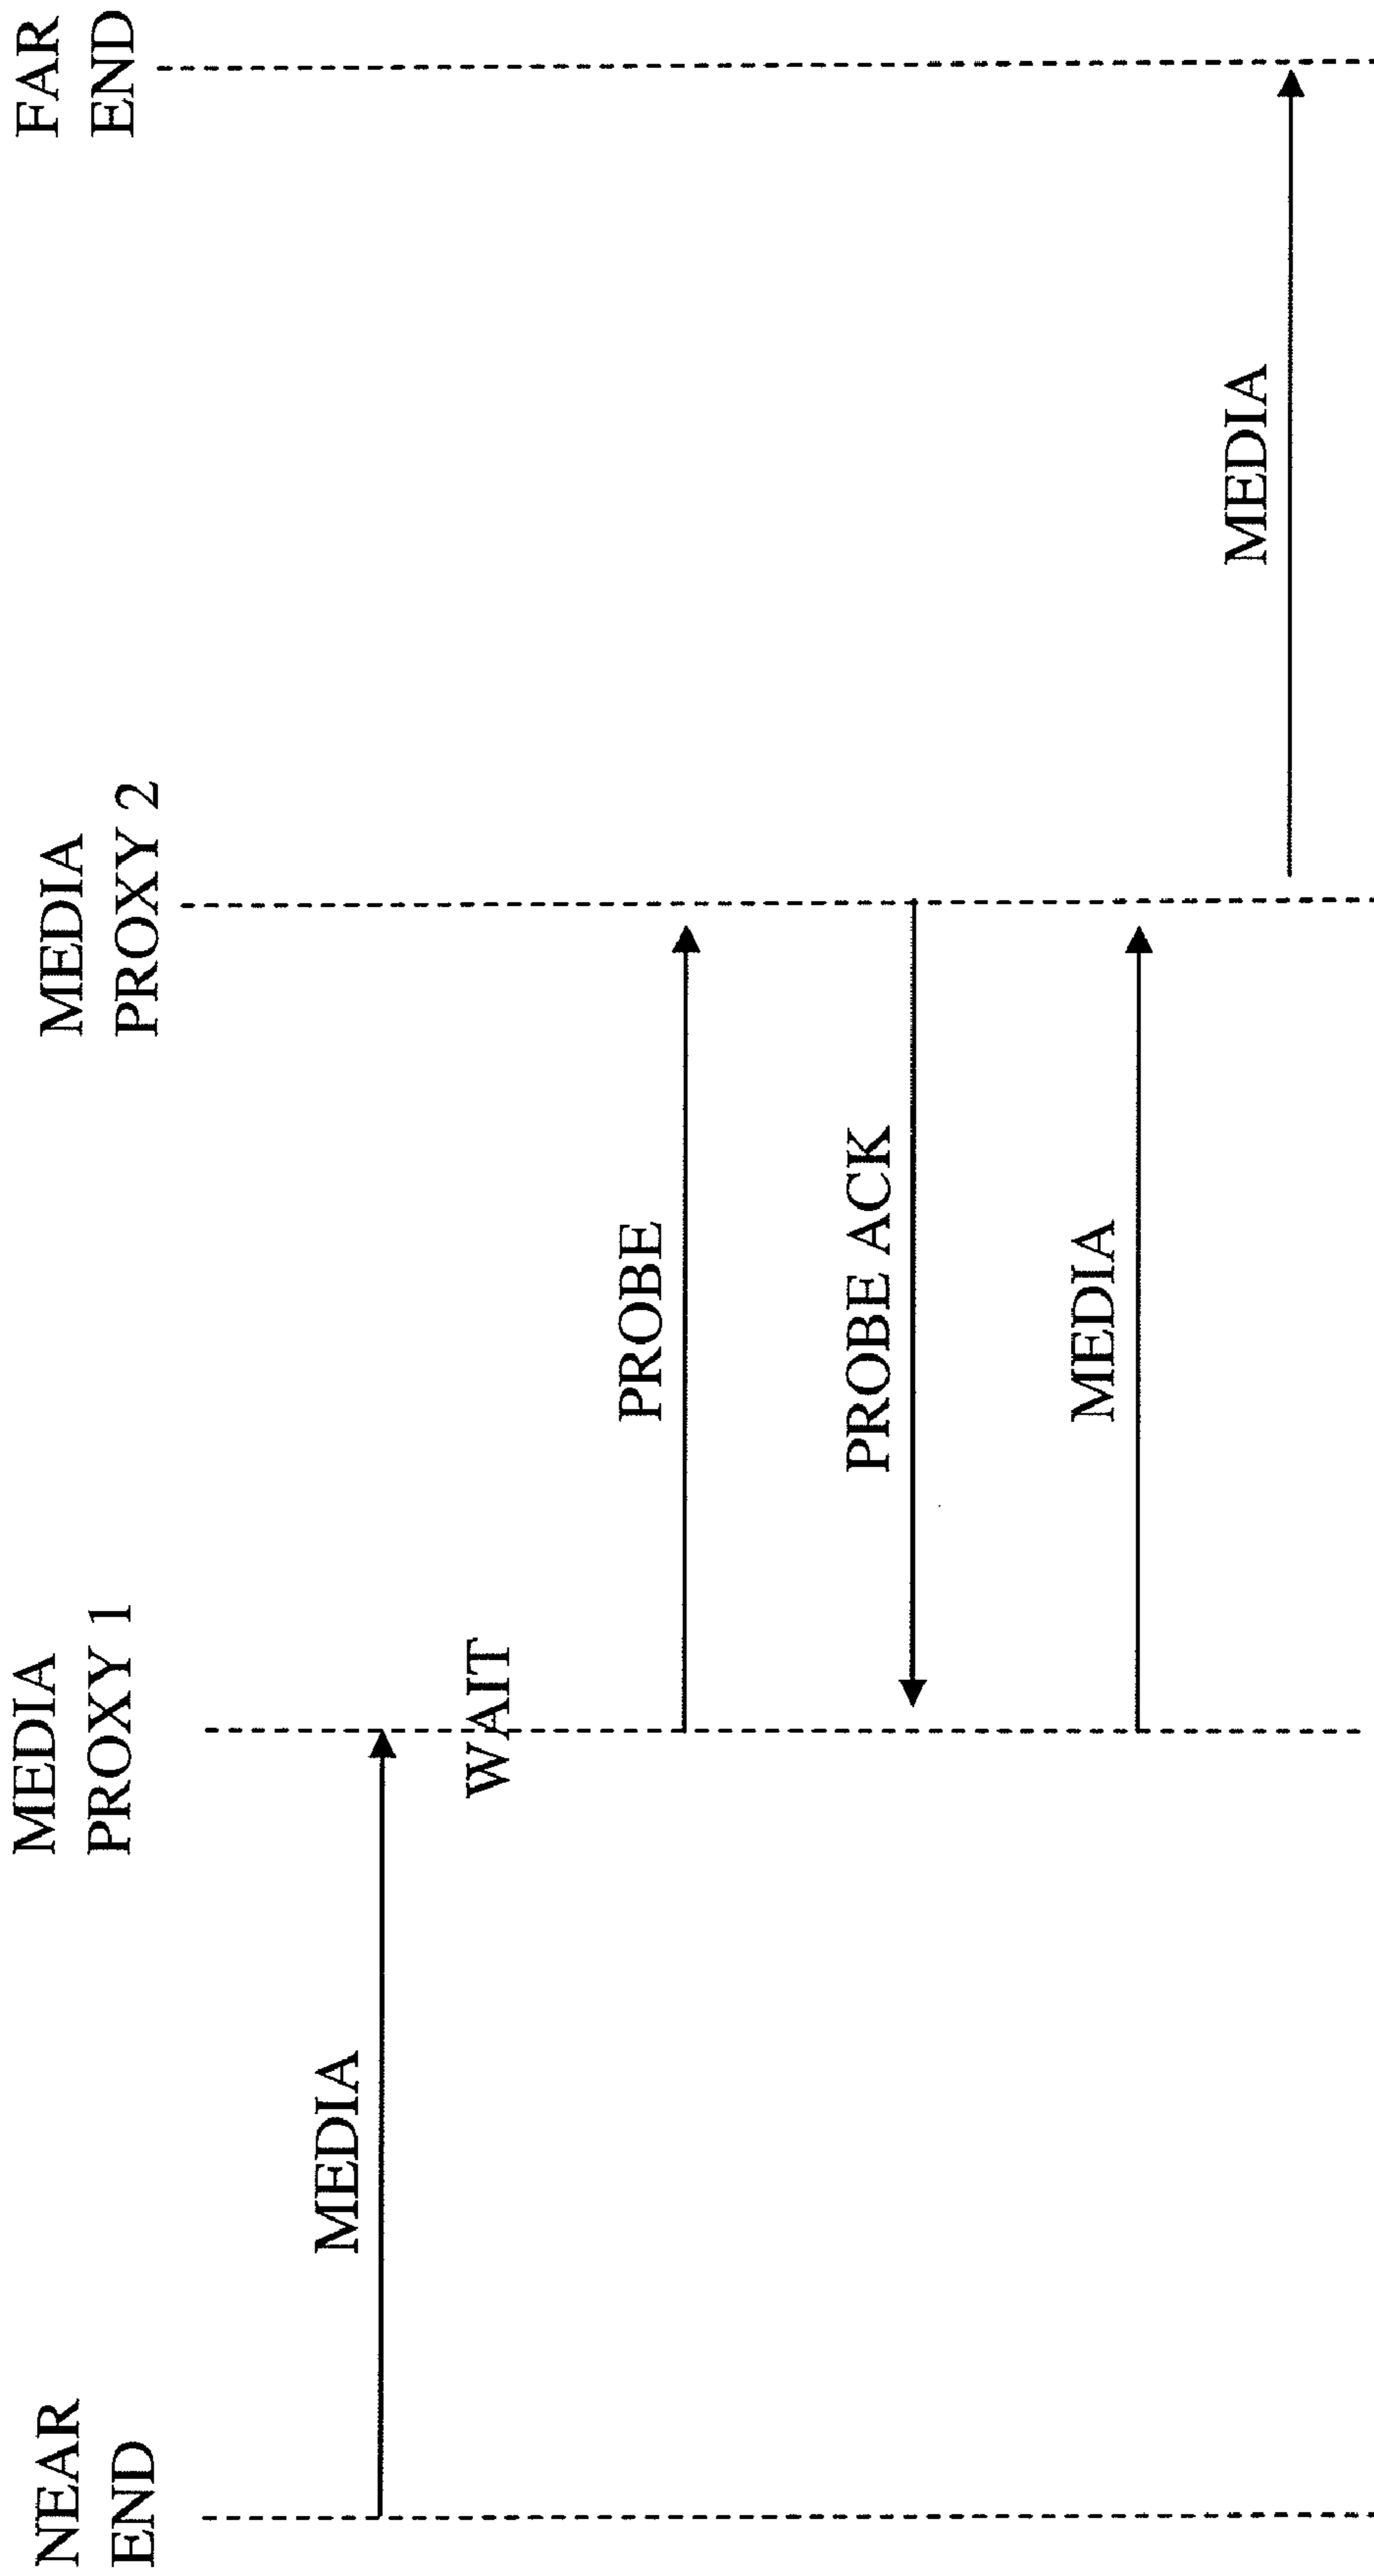 NEAR
END
MEDIA
PROXY 1
MEDIA
PROXY 2
FAR
END
MEDIA
WAIT
PROBE
PROBE ACK
MEDIA
MEDIA